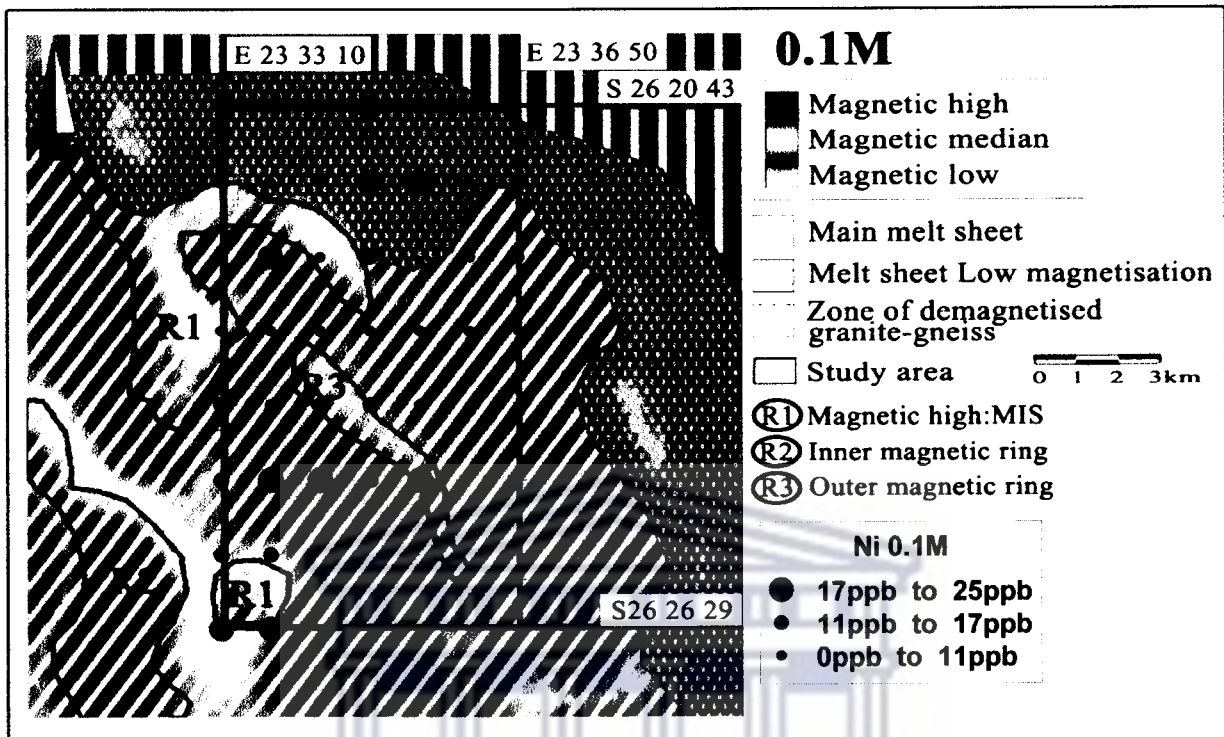 E 23 33 10
E 23 36 50
S 26 20 43
R1
R3
R1
S26 26 29
0.1M
Magnetic high
Magnetic median
Magnetic low
Main melt sheet
Melt sheet Low magnetisation
Zone of demagnetised
granite-gneiss
Study area
0 1 2 3km
R1 Magnetic high:MIS
R2 Inner magnetic ring
R3 Outer magnetic ring
Ni 0.1M
17ppb to 25ppb
11ppb to 17ppb
0ppb to 11ppb